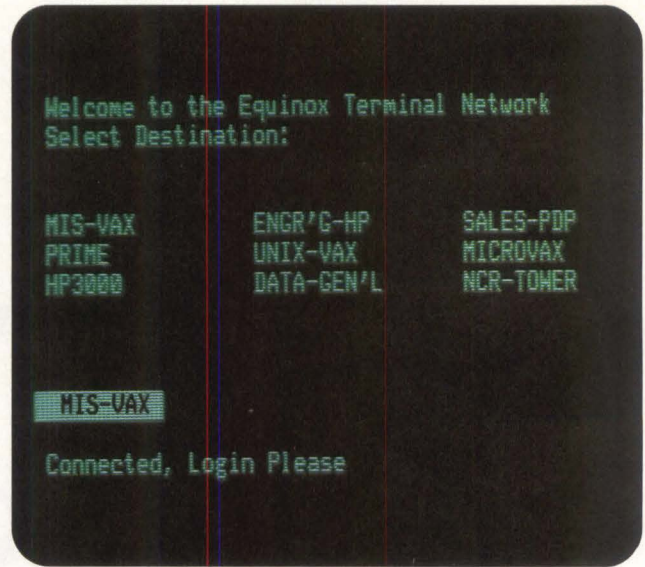 Welcome to the Equinox Terminal Network
Select Destination:
MIS-VAX ENGR'G-HP SALES-PDP
PRIME UNIX-VAX MICROVAX
HP3000 DATA-GEN'L NCR-TOWER
MIS-VAX
Connected, Login Please